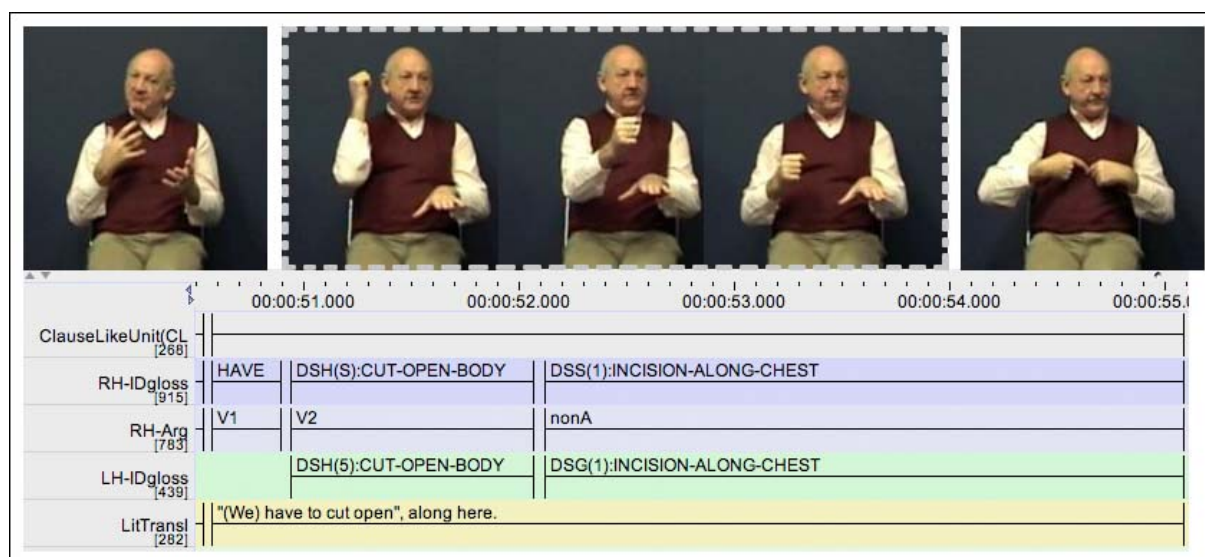 00:00:51.000 00:00:52.000 00:00:53.000 00:00:54.000 00:00:55.
ClauseLikeUnit(CL
[268]
RH-IDgloss
[915]
HAVE DSH(S):CUT-OPEN-BODY DSS(1):INCISION-ALONG-CHEST
RH-Arg
[783]
V1 V2 nonA
LH-IDgloss
[439]
DSH(5):CUT-OPEN-BODY DSG(1):INCISION-ALONG-CHEST
LitTransl
[282]
"(We) have to cut open", along here.